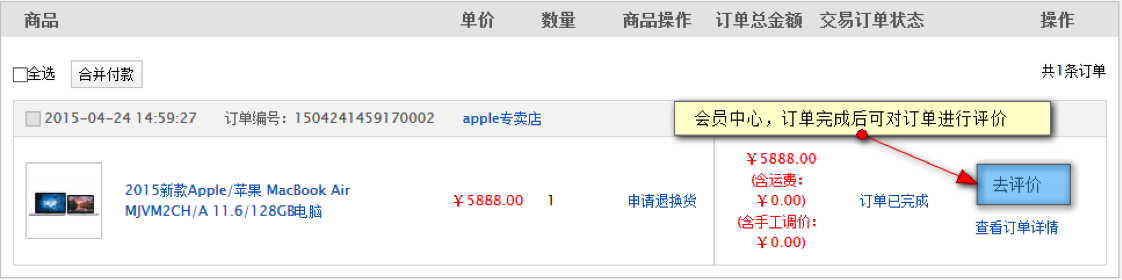 商品 单价 数量 商品操作 订单总金额 交易订单状态 操作
全选 合并付款 共1条订单
2015-04-24 14:59:27 订单编号：1504241459170002 apple专卖店
会员中心，订单完成后可对订单进行评价
2015新款Apple/苹果 MacBook Air
MJVM2CH/A 11.6/128GB电脑
￥5888.00 1 申请退换货
￥5888.00
(含运费：
￥0.00)
(含手工调价：
￥0.00)
订单已完成
去评价
查看订单详情